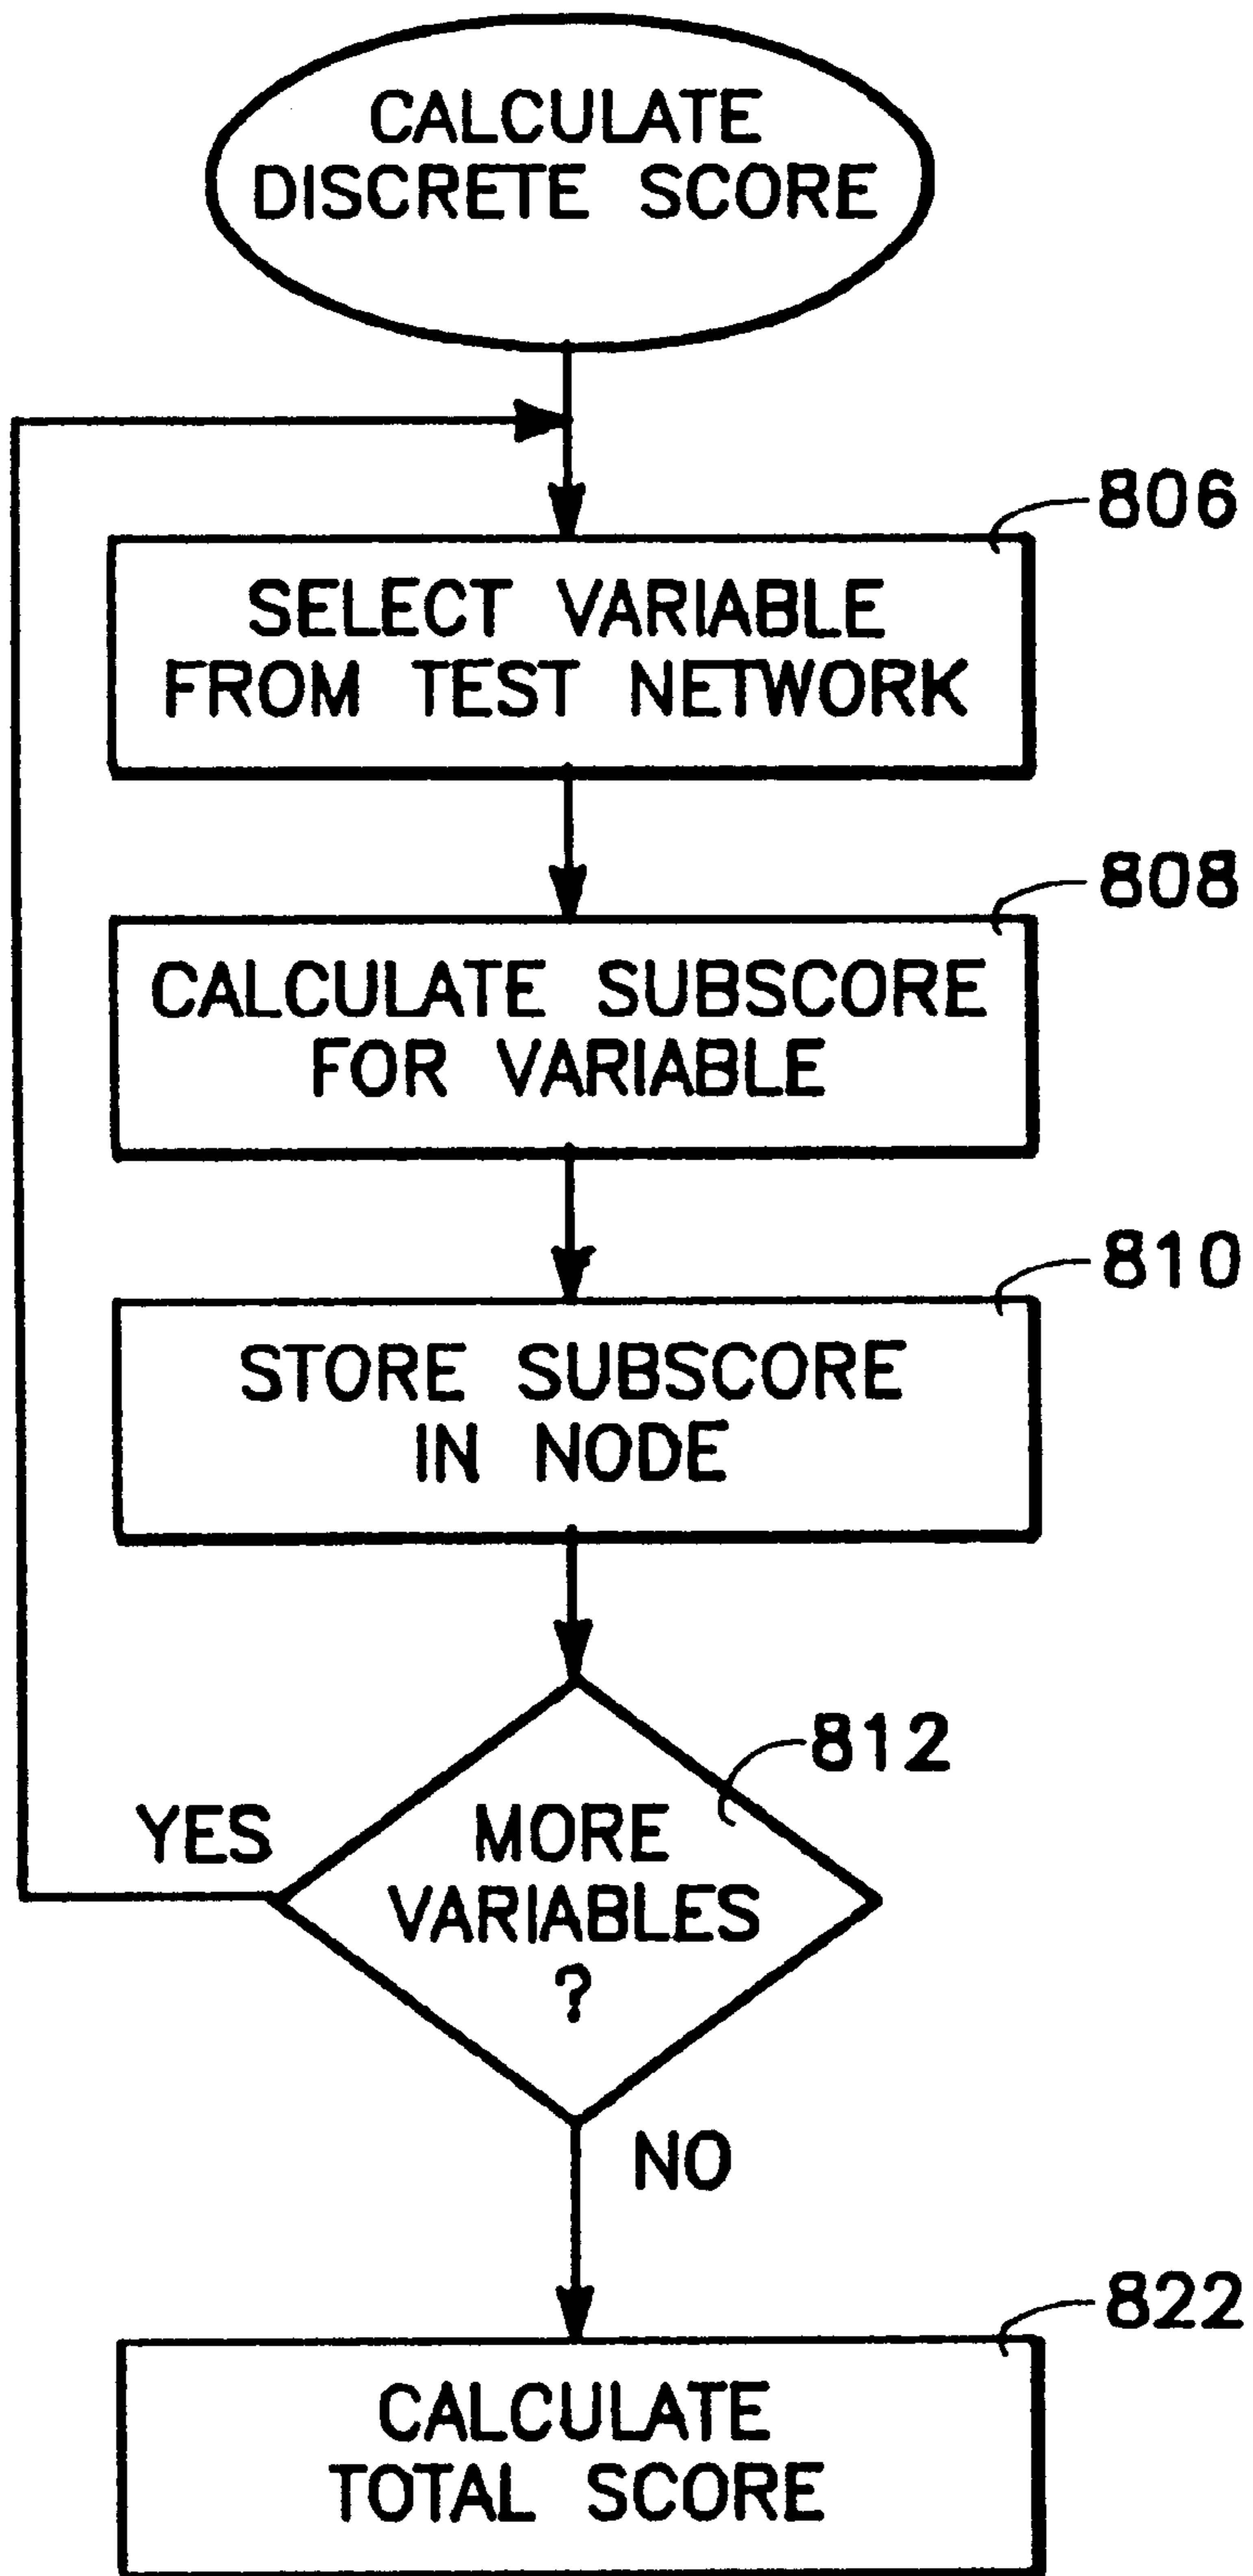 CALCULATE
DISCRETE SCORE
806
SELECT VARIABLE
FROM TEST NETWORK
808
CALCULATE SUBSCORE
FOR VARIABLE
810
STORE SUBSCORE
IN NODE
812
YES
MORE
VARIABLES
?
NO
822
CALCULATE
TOTAL SCORE